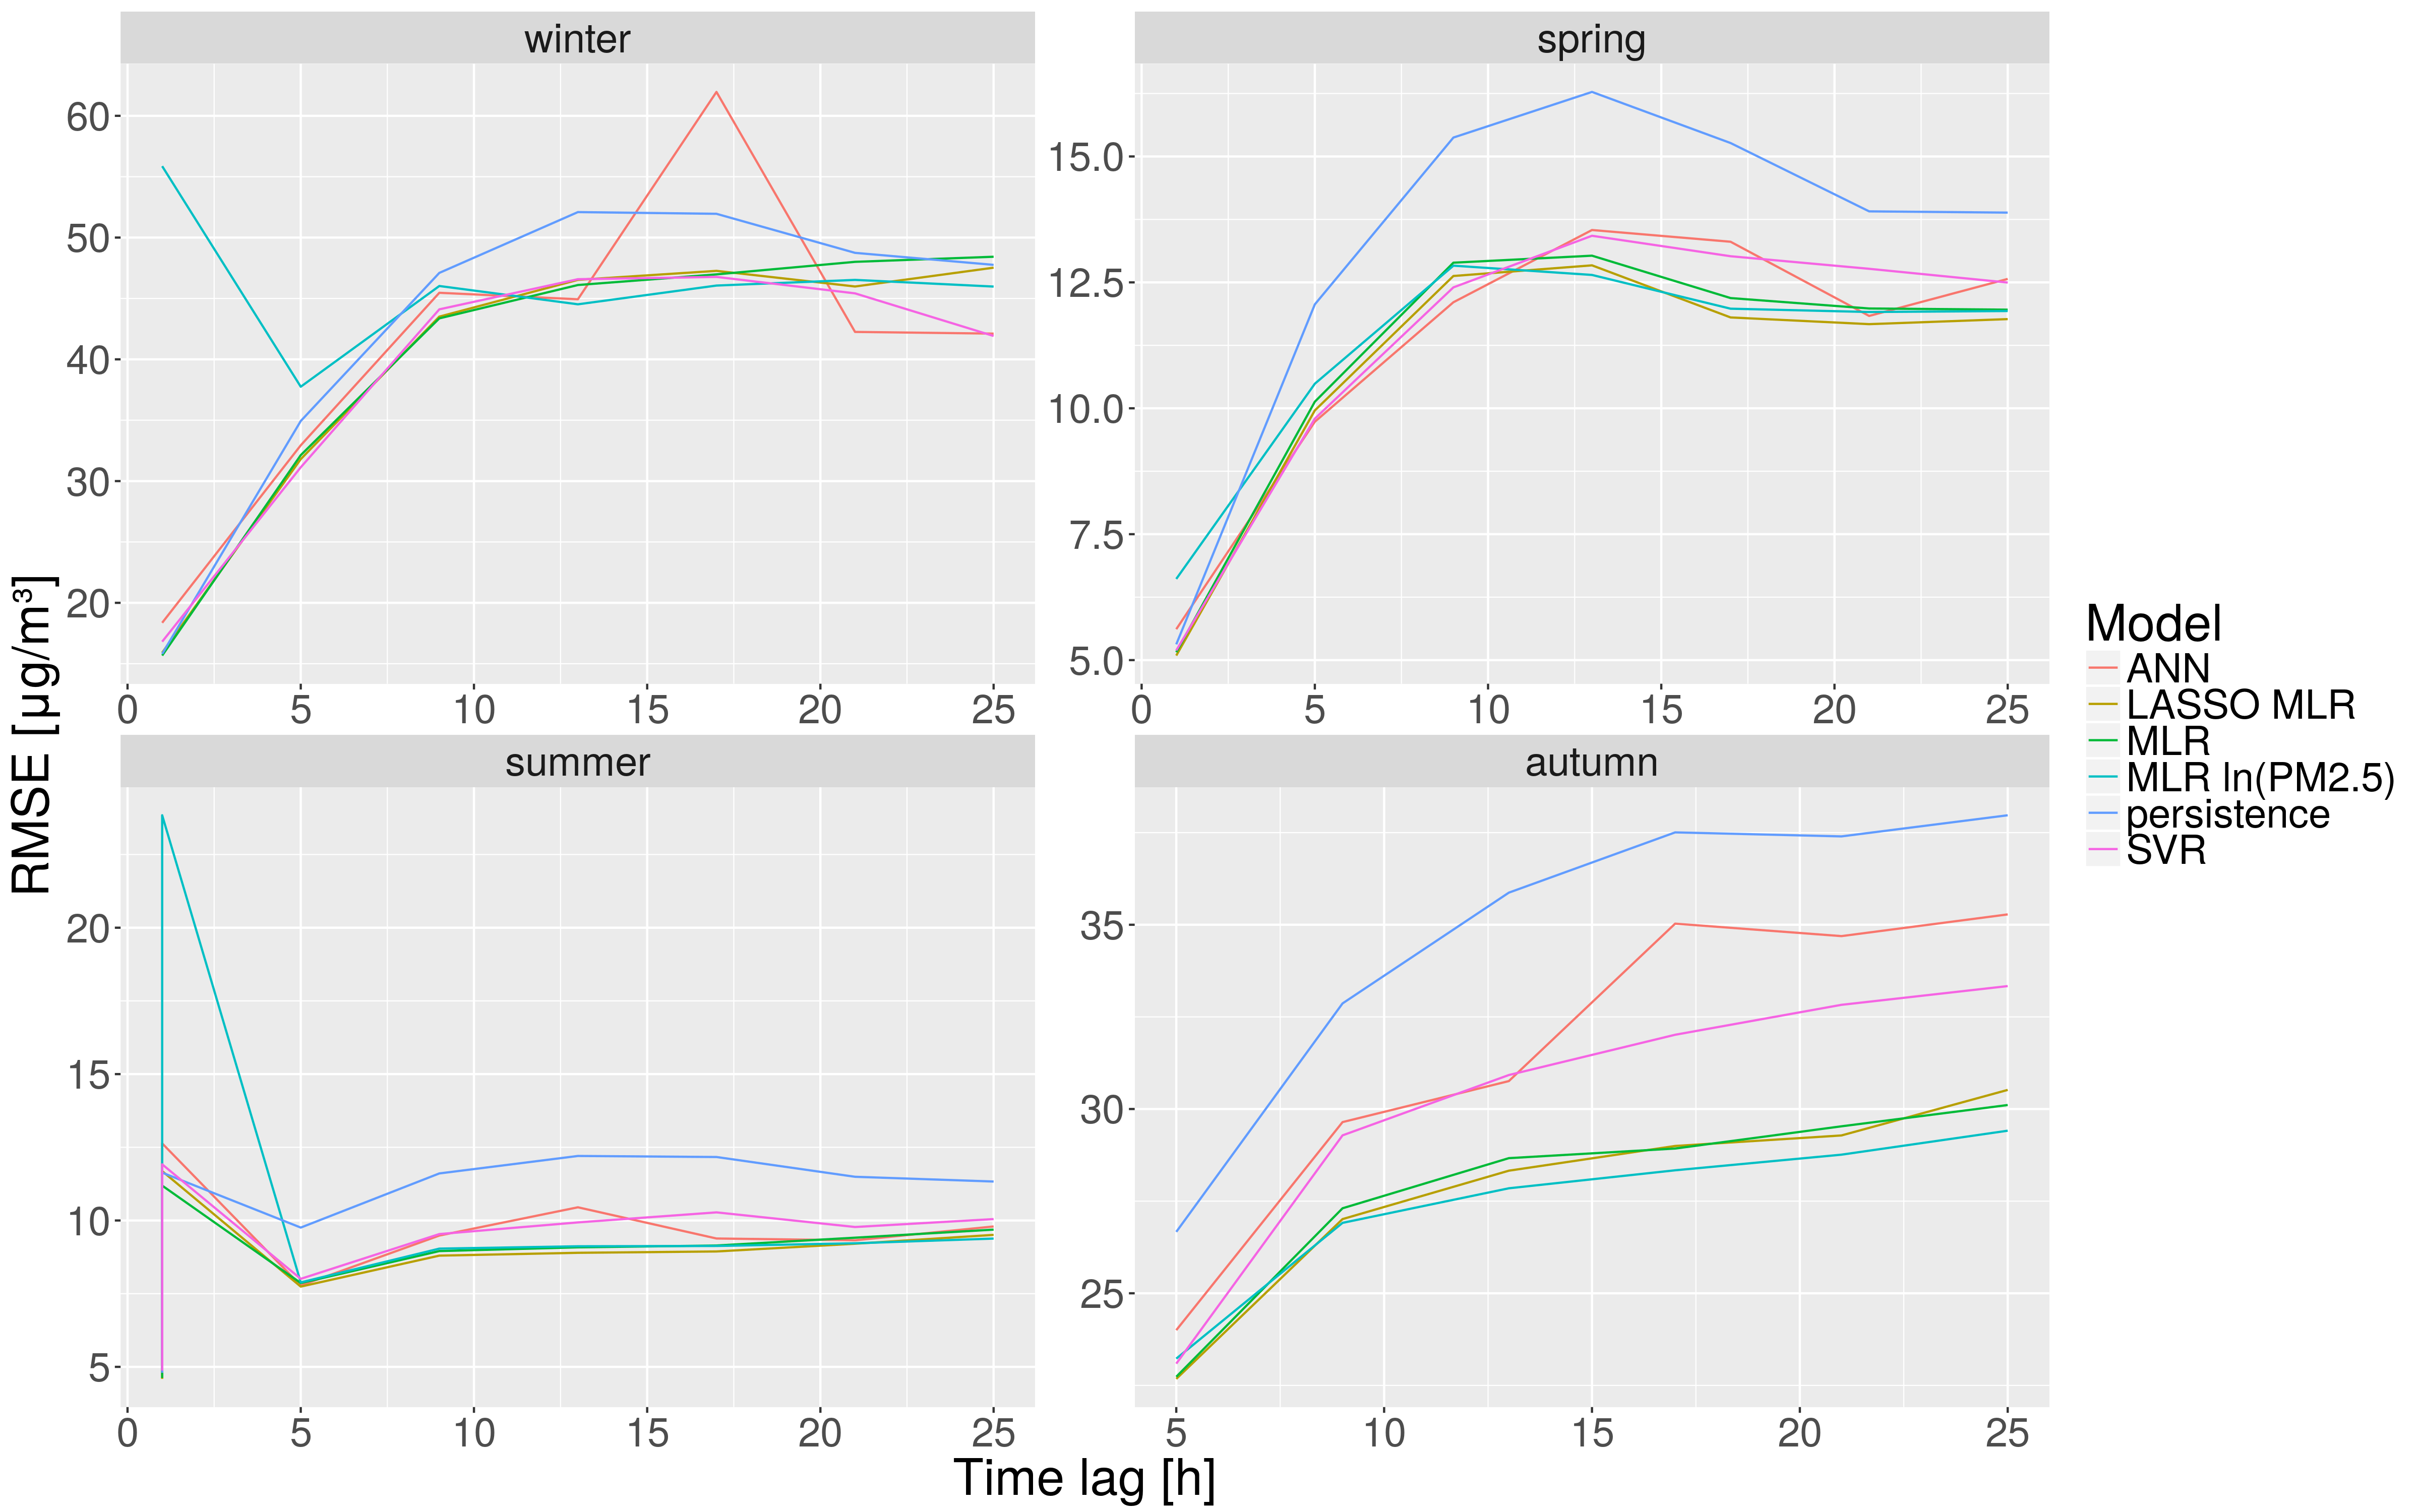 winter
60
50
40
30
20
0 5 10 15 20 25
spring
15.0
12.5
10.0
7.5
5.0
0 5 10 15 20 25
summer
20
15
10
5
0 5 10 15 20 25
autumn
35
30
25
5 10 15 20 25
RMSE [µg/m³]
Time lag [h]
Model
ANN
LASSO MLR
MLR
MLR ln(PM2.5)
persistence
SVR